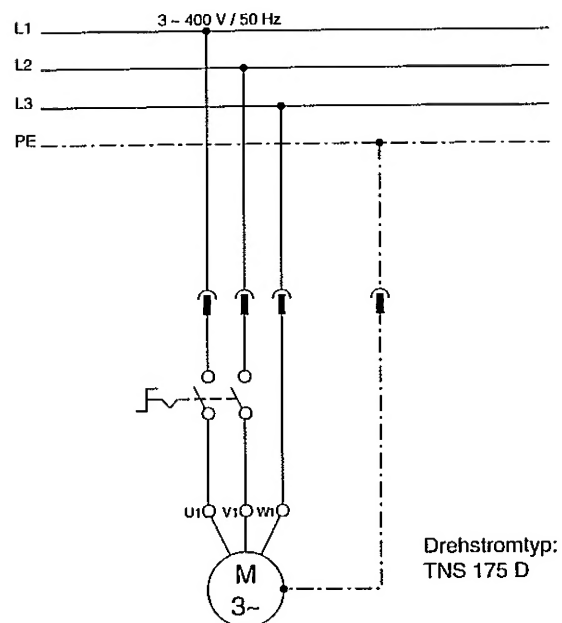 3 ~ 400 V / 50 Hz
L1
L2
L3
PE
U1 V1 W1
M
3~
Drehstromtyp:
TNS 175 D